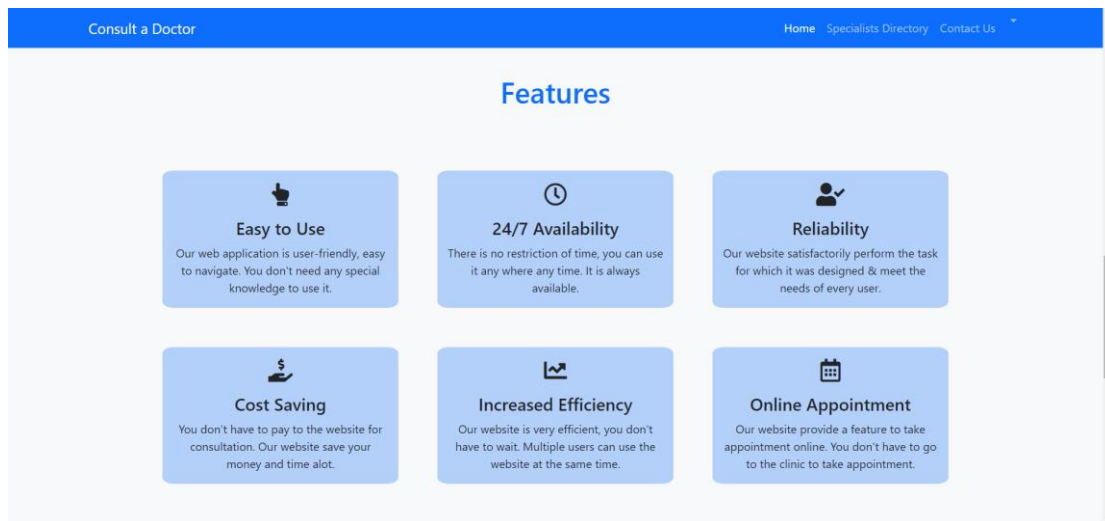 Consult a Doctor
Home Specialists Directory Contact Us
Features
Easy to Use
Our web application is user-friendly, easy
to navigate. You don't need any special
knowledge to use it.
24/7 Availability
There is no restriction of time, you can use
it any where any time. It is always
available.
Reliability
Our website satisfactorily perform the task
for which it was designed & meet the
needs of every user.
Cost Saving
You don't have to pay to the website for
consultation. Our website save your
money and time alot.
Increased Efficiency
Our website is very efficient, you don't
have to wait. Multiple users can use the
website at the same time.
Online Appointment
Our website provide a feature to take
appointment online. You don't have to go
to the clinic to take appointment.